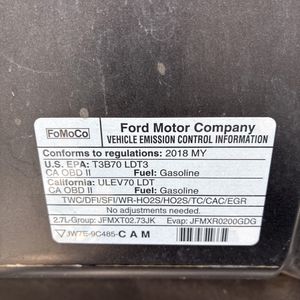 FoMoCo
Ford Motor Company
VEHICLE EMISSION CONTROL INFORMATION
Conforms to regulations: 2018 MY
U.S. EPA: T3B70 LDT3
CA OBD II Fuel: Gasoline
California: ULEV70 LDT
CA OBD II Fuel: Gasoline
TWC/DFI/SFI/WR-HO2S/HO2S/TC/CAC/EGR
No adjustments needed.
2.7L-Group: JFMXT02.73JK Evap: JFMXR0200GDG
JW7E-9C485-C A M